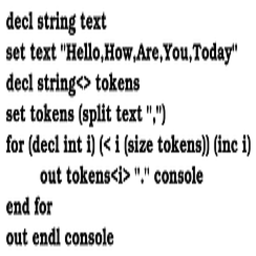 decl string text
set text "Hello,How,Are,You,Today"
decl string<> tokens
set tokens (split text ",")
for (decl int i) (< i (size tokens)) (inc i)
out tokens<i> "." console
end for
out endl console